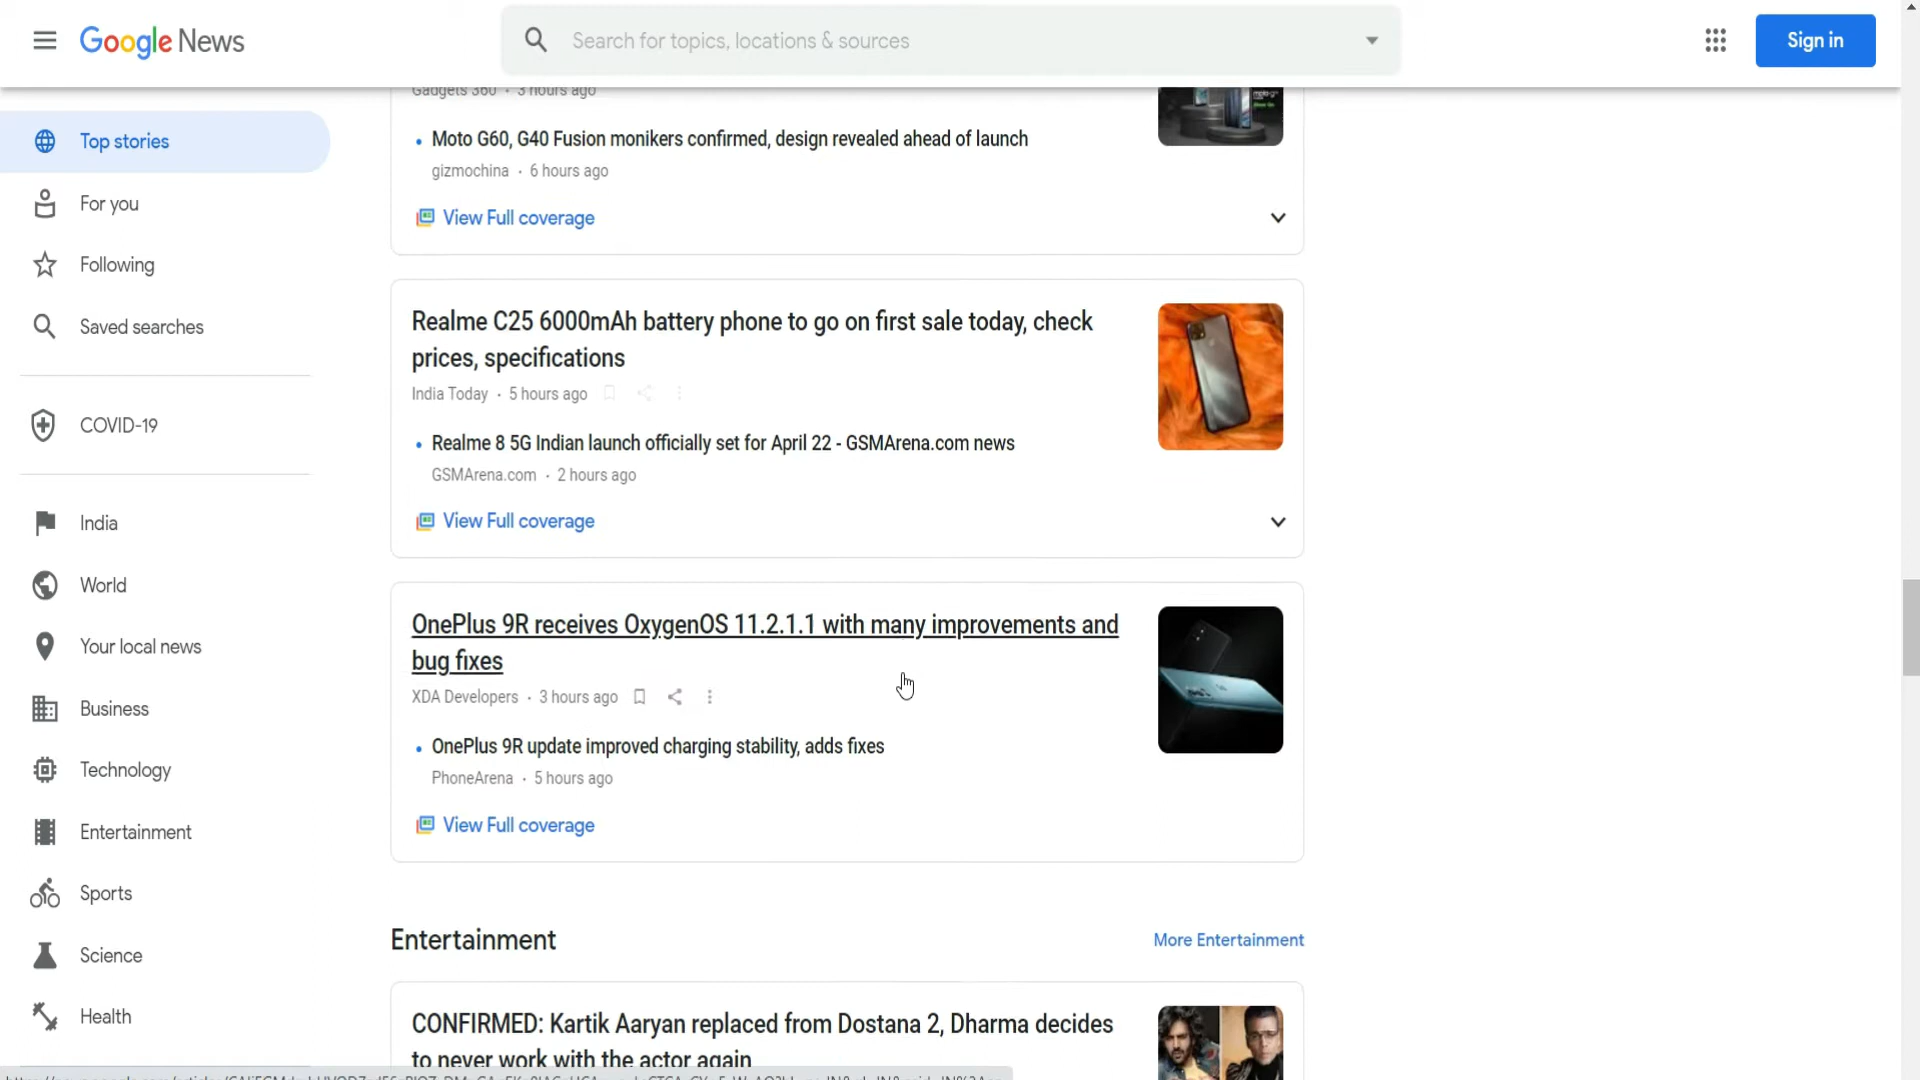 Google News
Search for topics, locations & sources
Sign in
Top stories
For you
Following
Saved searches
COVID-19
India
World
Your local news
Business
Technology
Entertainment
Sports
Science
Health
Gadgets 360 · 3 hours ago
Moto G60, G40 Fusion monikers confirmed, design revealed ahead of launch
gizmochina · 6 hours ago
View Full coverage
Realme C25 6000mAh battery phone to go on first sale today, check
prices, specifications
India Today · 5 hours ago
Realme 8 5G Indian launch officially set for April 22 - GSMArena.com news
GSMArena.com · 2 hours ago
View Full coverage
OnePlus 9R receives OxygenOS 11.2.1.1 with many improvements and
bug fixes
XDA Developers · 3 hours ago
OnePlus 9R update improved charging stability, adds fixes
PhoneArena · 5 hours ago
View Full coverage
Entertainment
More Entertainment
CONFIRMED: Kartik Aaryan replaced from Dostana 2, Dharma decides
to never work with the actor again